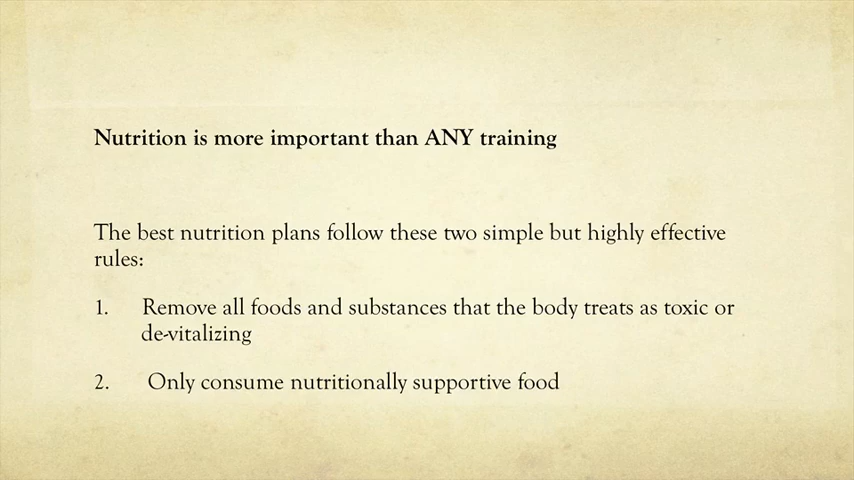 Nutrition is more important than ANY training
The best nutrition plans follow these two simple but highly effective
rules:
1. Remove all foods and substances that the body treats as toxic or
de-vitalizing
2. Only consume nutritionally supportive food